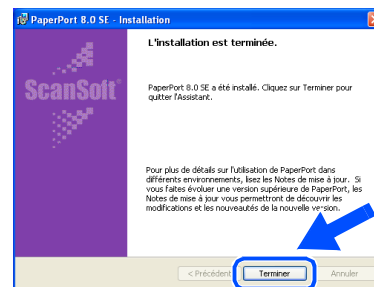 PaperPort 8.0 SE - Installation
L'installation est terminée.
ScanSoft®
PaperPort 8.0 SE a été installé. Cliquez sur Terminer pour
quitter l'Assistant.
Pour plus de détails sur l'utilisation de PaperPort dans
différents environnements, lisez les Notes de mise à jour. Si
vous faites évoluer une version supérieure de PaperPort, les
Notes de mise à jour vous permettront de découvrir les
modifications et les nouveautés de la nouvelle version.
< Précédent Terminer Annuler